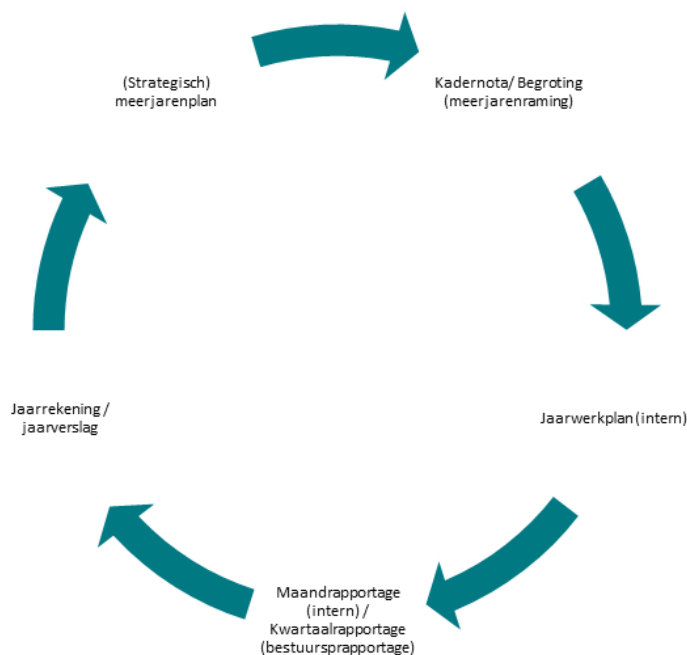 (Strategisch)
meerjarenplan
Kadernota/ Begroting
(meerjarenraming)
Jaarwerkplan (intern)
Maandrapportage
(intern) /
Kwartaalrapportage
(bestuursprapportage)
Jaarrekening /
jaarverslag